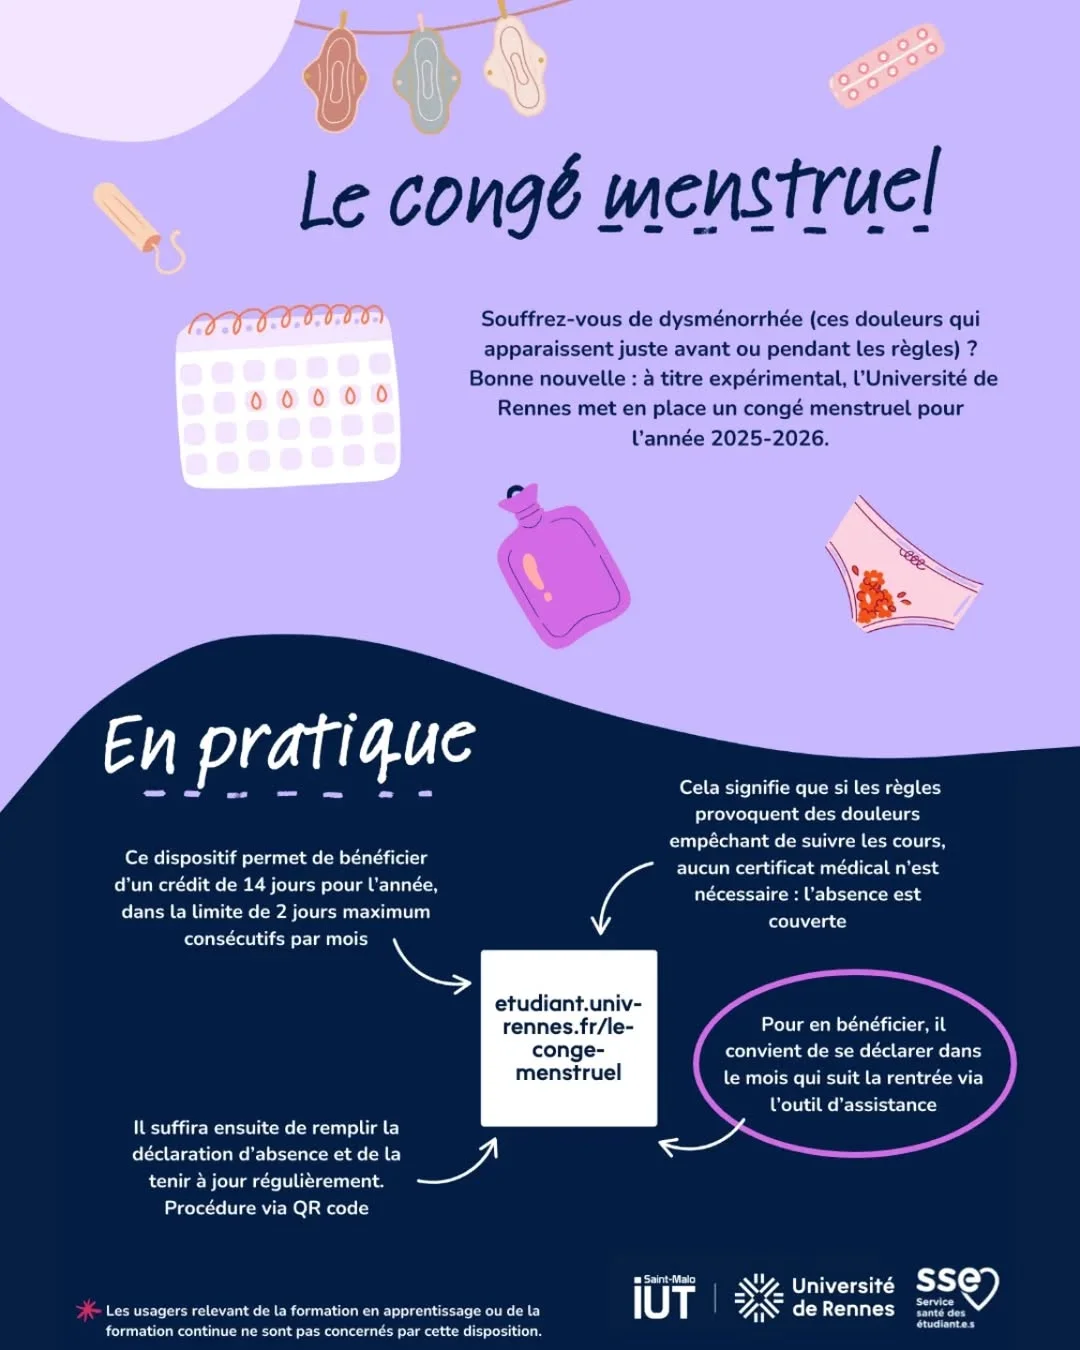 Le congé menstruel
Souffrez-vous de dysménorrhée (ces douleurs qui
apparaissent juste avant ou pendant les règles) ?
Bonne nouvelle : à titre expérimental, l'Université de
Rennes met en place un congé menstruel pour
l'année 2025-2026.
En pratique
Ce dispositif permet de bénéficier
d'un crédit de 14 jours pour l'année,
dans la limite de 2 jours maximum
consécutifs par mois
Cela signifie que si les règles
provoquent des douleurs
empêchant de suivre les cours,
aucun certificat médical n'est
nécessaire : l'absence est
couverte
etudiant.univ-
rennes.fr/le-
conge-
menstruel
Pour en bénéficier, il
convient de se déclarer dans
le mois qui suit la rentrée via
l'outil d'assistance
Il suffira ensuite de remplir la
déclaration d'absence et de la
tenir à jour régulièrement.
Procédure via QR code
Les usagers relevant de la formation en apprentissage ou de la
formation continue ne sont pas concernés par cette disposition.
Saint-Malo
iUT
Université
de Rennes
sse
Service
santé des
étudiant.e.s